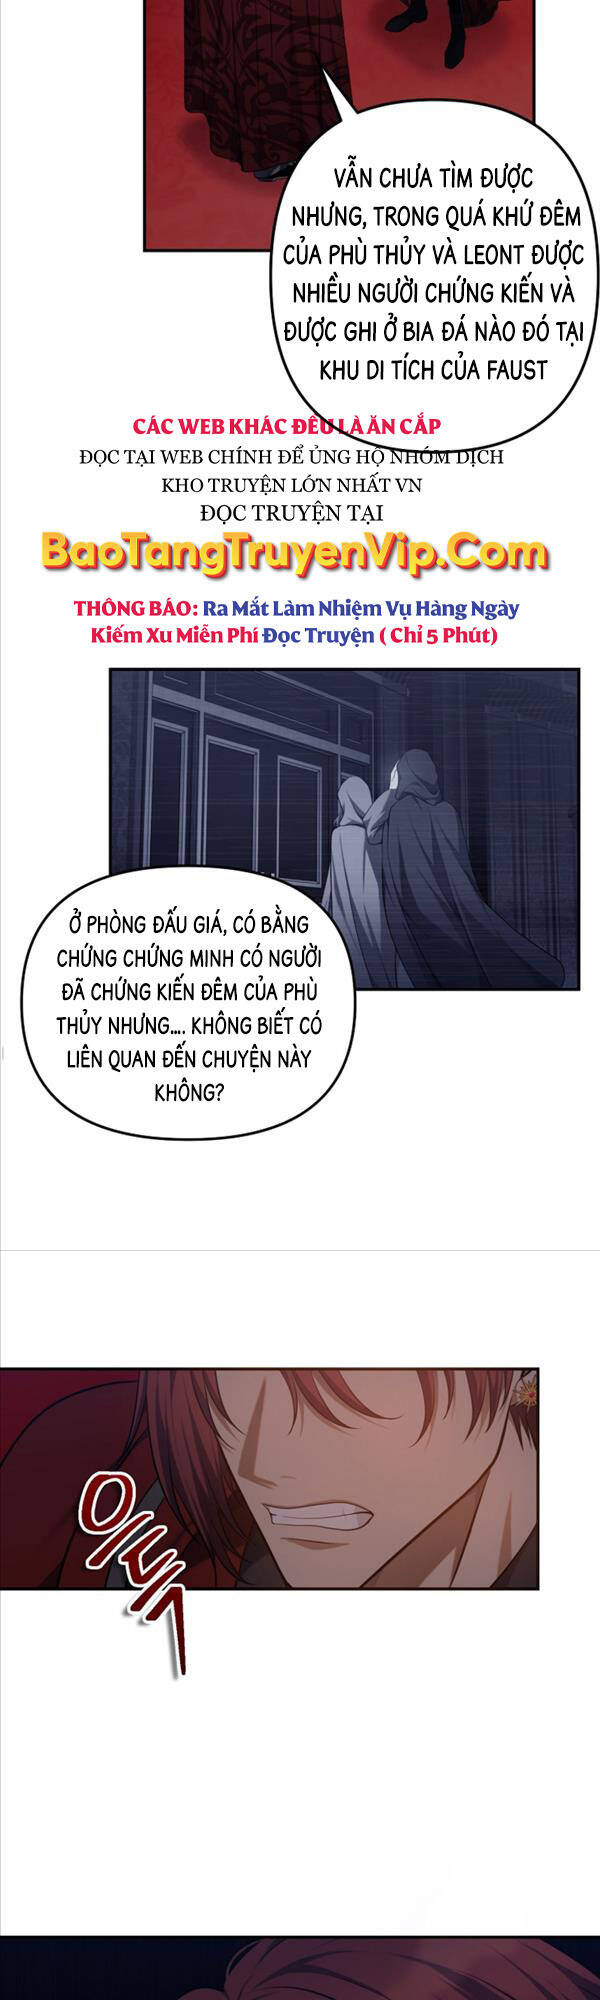 VẪN CHƯA TÌM ĐƯỢC
NHƯNG, TRONG QUÁ KHỨ ĐÊM
CỦA PHÙ THỦY VÀ LEONT ĐƯỢC
NHIỀU NGƯỜI CHỨNG KIẾN VÀ
ĐƯỢC GHI Ở BIA ĐÁ NÀO ĐÓ TẠI
KHU DI TÍCH CỦA FAUST
CÁC WEB KHÁC ĐỀU LÀ ĂN CẮP
ĐỌC TẠI WEB CHÍNH ĐỂ ỦNG HỘ NHÓM DỊCH
KHO TRUYỆN LỚN NHẤT VN
ĐỌC TRUYỆN TẠI
BaoTangTruyenVip.Com
THÔNG BÁO: Ra Mắt Làm Nhiệm Vụ Hàng Ngày
Kiếm Xu Miễn Phí Đọc Truyện ( Chỉ 5 Phút)
Ở PHÒNG ĐẤU GIÁ, CÓ BẰNG
CHỨNG CHỨNG MINH CÓ NGƯỜI
ĐÃ CHỨNG KIẾN ĐÊM CỦA PHÙ
THỦY NHƯNG.... KHÔNG BIẾT CÓ
LIÊN QUAN ĐẾN CHUYỆN NÀY
KHÔNG?
으득